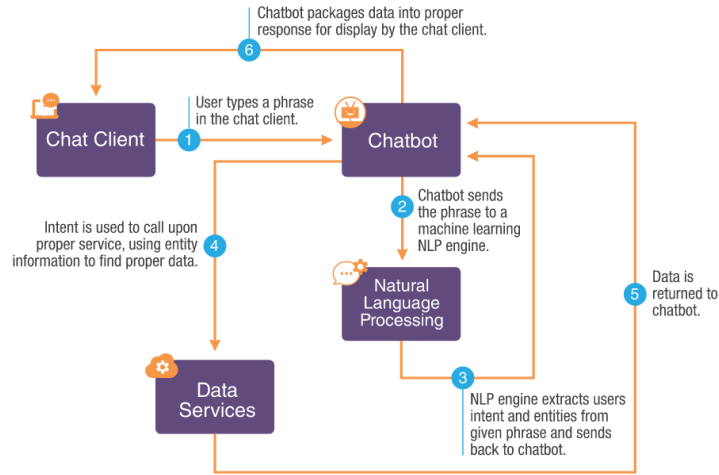 Chatbot packages data into proper
response for display by the chat client.
6
User types a phrase
in the chat client.
Chat Client
1
Chatbot
Chatbot sends
the phrase to a
machine learning
NLP engine.
2
Intent is used to call upon
proper service, using entity
information to find proper data.
4
Natural
Language
Processing
5
Data is
returned to
chatbot.
3
NLP engine extracts users
intent and entities from
given phrase and sends
back to chatbot.
Data
Services